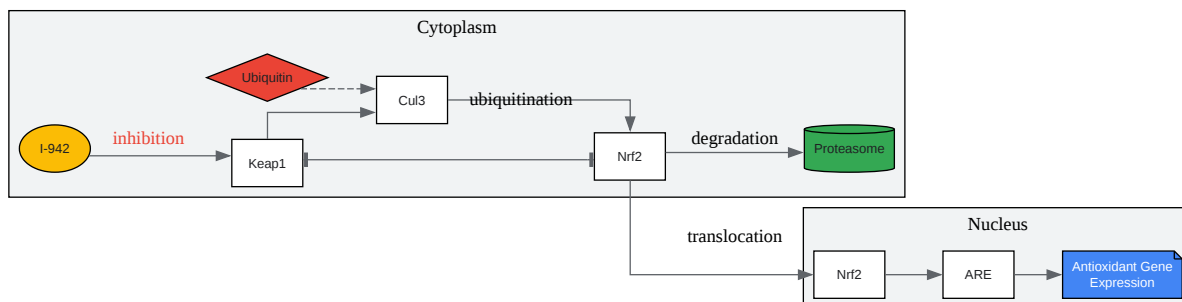 Cytoplasm
Ubiquitin
Cul3
ubiquitination
inhibition
I-942
Keap1
Nrf2
degradation
Proteasome
translocation
Nucleus
Nrf2
ARE
Antioxidant Gene
Expression